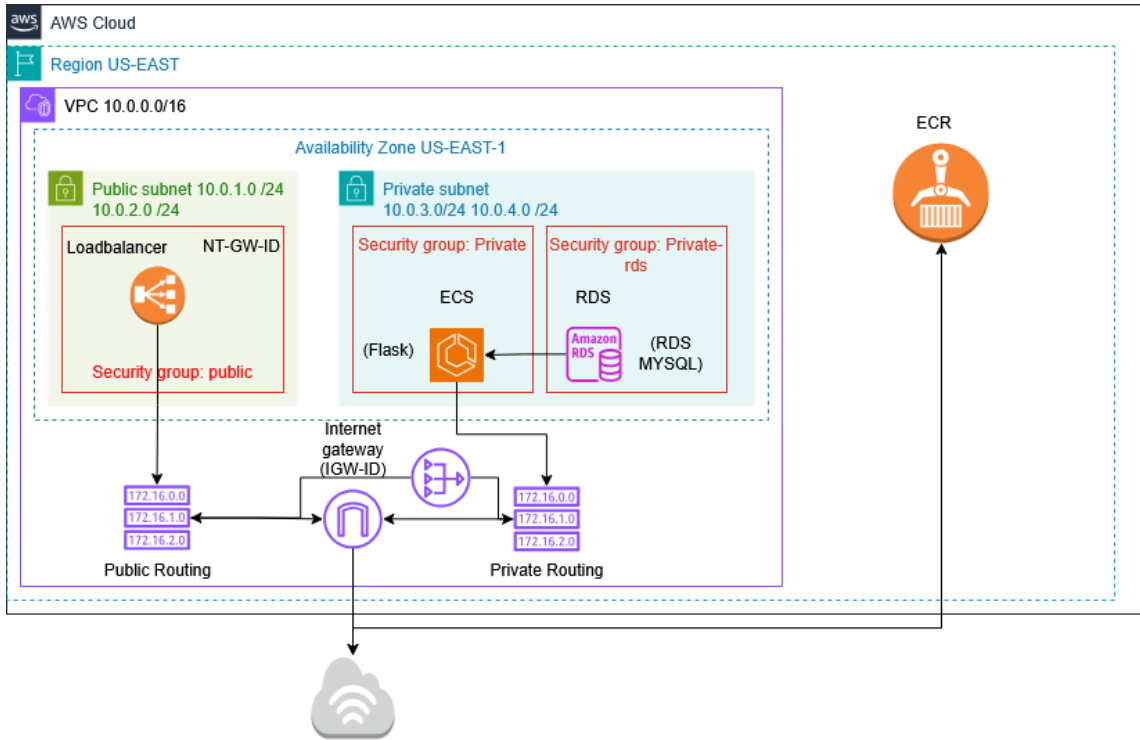 aws
AWS Cloud
Region US-EAST
VPC 10.0.0.0/16
Availability Zone US-EAST-1
Public subnet 10.0.1.0 /24
10.0.2.0 /24
Loadbalancer
NT-GW-ID
Security group: public
Private subnet
10.0.3.0/24 10.0.4.0 /24
Security group: Private
ECS
(Flask)
Security group: Private-
rds
RDS
Amazon
RDS
(RDS
MYSQL)
ECR
Internet
gateway
(IGW-ID)
172.16.0.0
172.16.1.0
172.16.2.0
Public Routing
172.16.0.0
172.16.1.0
172.16.2.0
Private Routing